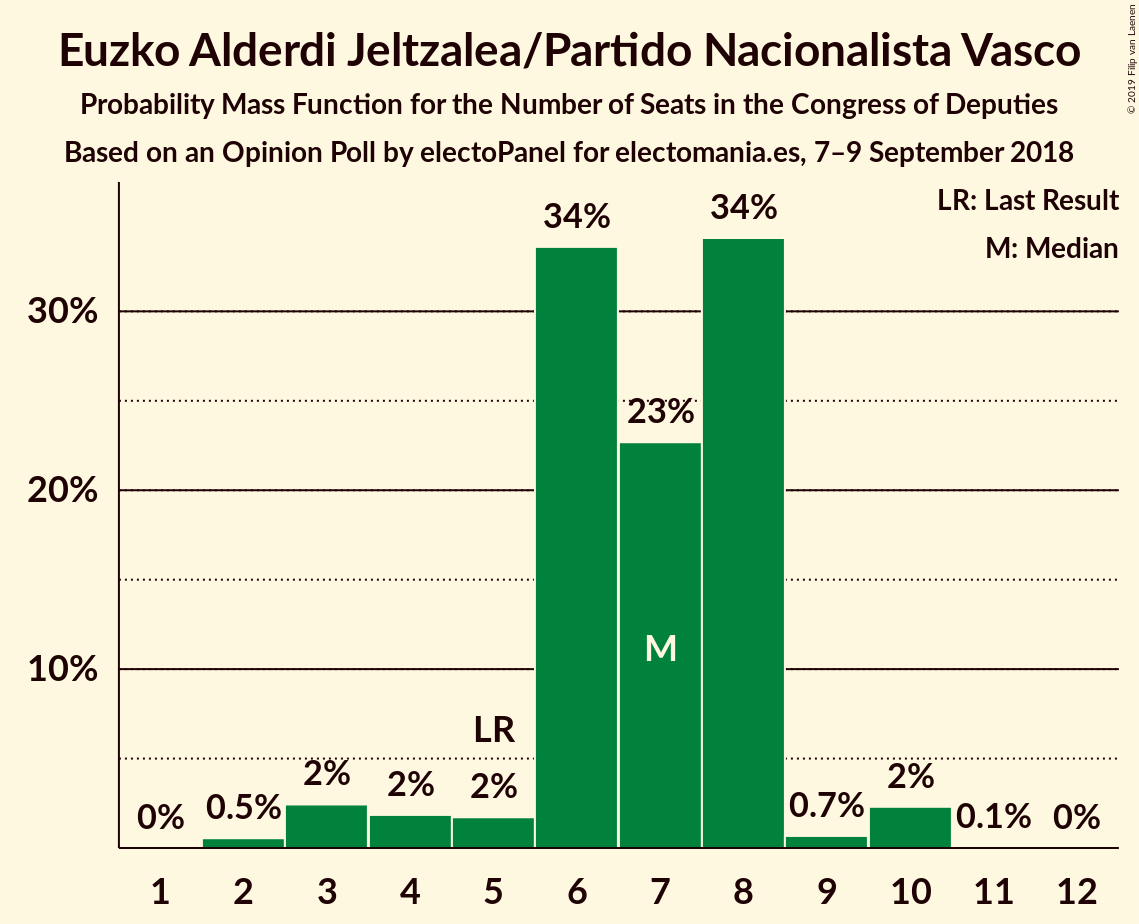 Euzko Alderdi Jeltzalea/Partido Nacionalista Vasco
Probability Mass Function for the Number of Seats in the Congress of Deputies
Based on an Opinion Poll by electoPanel for electomania.es, 7–9 September 2018
© 2019 Filip van Laenen
LR: Last Result
M: Median
34%
34%
30%
23%
20%
M
10%
LR
0%
0.5%
2%
2%
2%
0.7%
2%
0.1%
0%
1 2 3 4 5 6 7 8 9 10 11 12